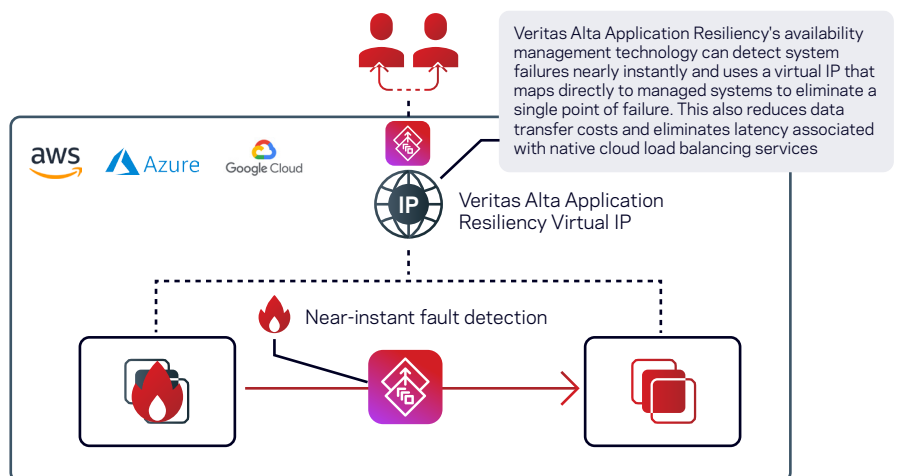 Veritas Alta Application Resiliency's availability
management technology can detect system
failures nearly instantly and uses a virtual IP that
maps directly to managed systems to eliminate a
single point of failure. This also reduces data
transfer costs and eliminates latency associated
with native cloud load balancing services
aws
Azure
Google Cloud
IP
Veritas Alta Application
Resiliency Virtual IP
Near-instant fault detection